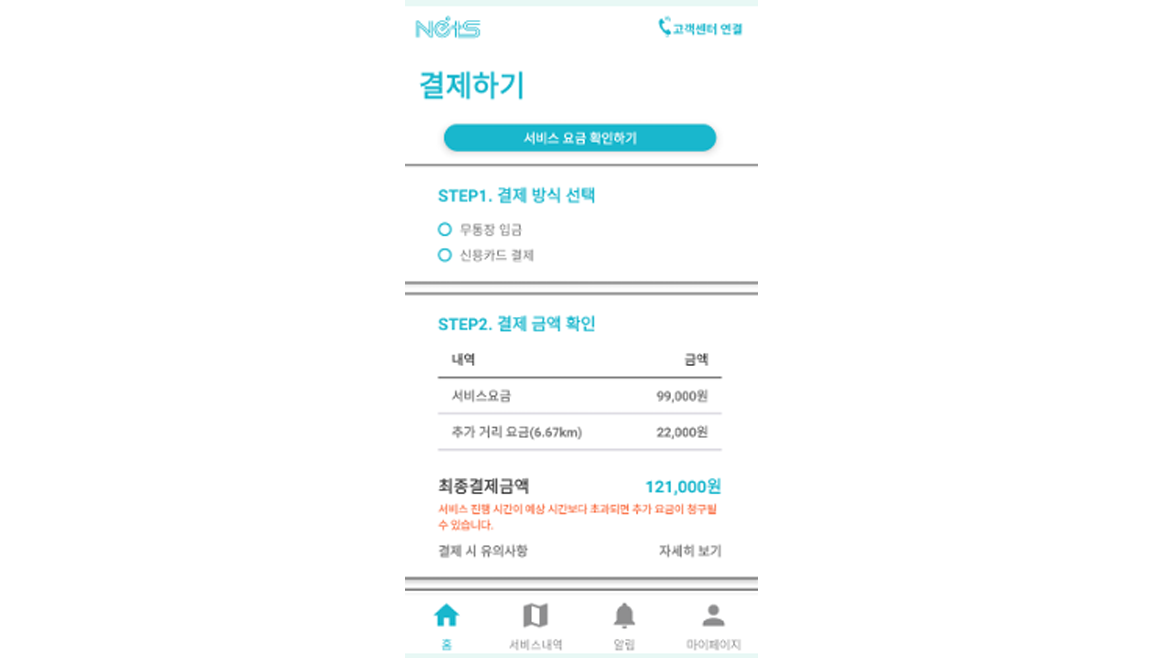 Nets
고객센터 연결
결제하기
서비스 요금 확인하기
STEP1. 결제 방식 선택
무통장 입금
신용카드 결제
STEP2. 결제 금액 확인
내역 금액
서비스요금 99,000원
추가 거리 요금(6.67km) 22,000원
최종결제금액 121,000원
서비스 진행 시간이 예상 시간보다 초과되면 추가 요금이 청구될
수 있습니다.
결제 시 유의사항 자세히 보기
홈 서비스내역 알림 마이페이지